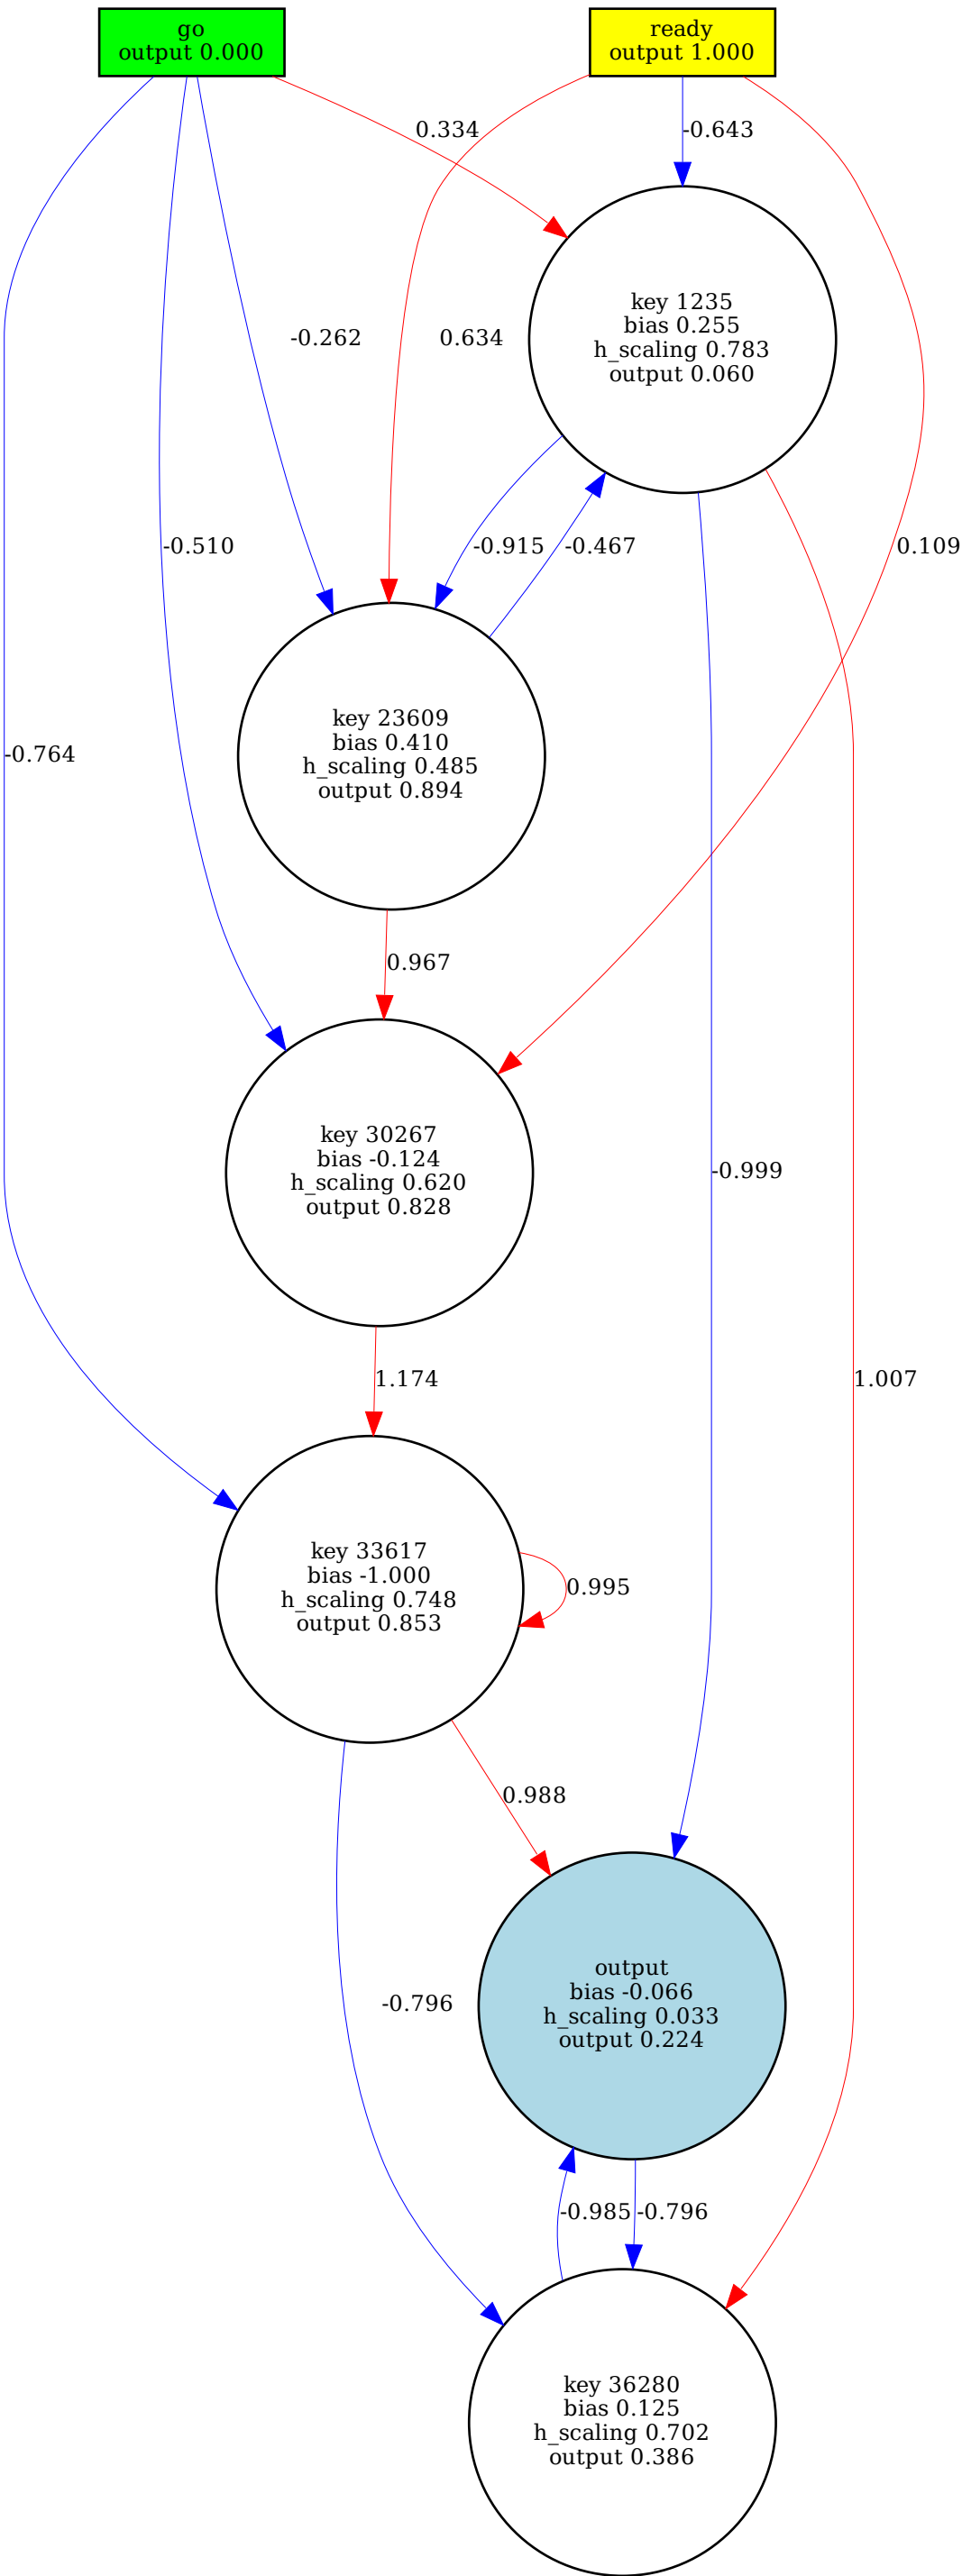 go
output 0.000
ready
output 1.000
0.334
-0.643
key 1235
bias 0.255
h_scaling 0.783
output 0.060
-0.262
0.634
-0.510
-0.915
-0.467
0.109
key 23609
bias 0.410
h_scaling 0.485
output 0.894
-0.764
0.967
key 30267
bias -0.124
h_scaling 0.620
output 0.828
-0.999
1.174
1.007
key 33617
bias -1.000
h_scaling 0.748
output 0.853
0.995
0.988
output
bias -0.066
h_scaling 0.033
output 0.224
-0.796
-0.985
-0.796
key 36280
bias 0.125
h_scaling 0.702
output 0.386